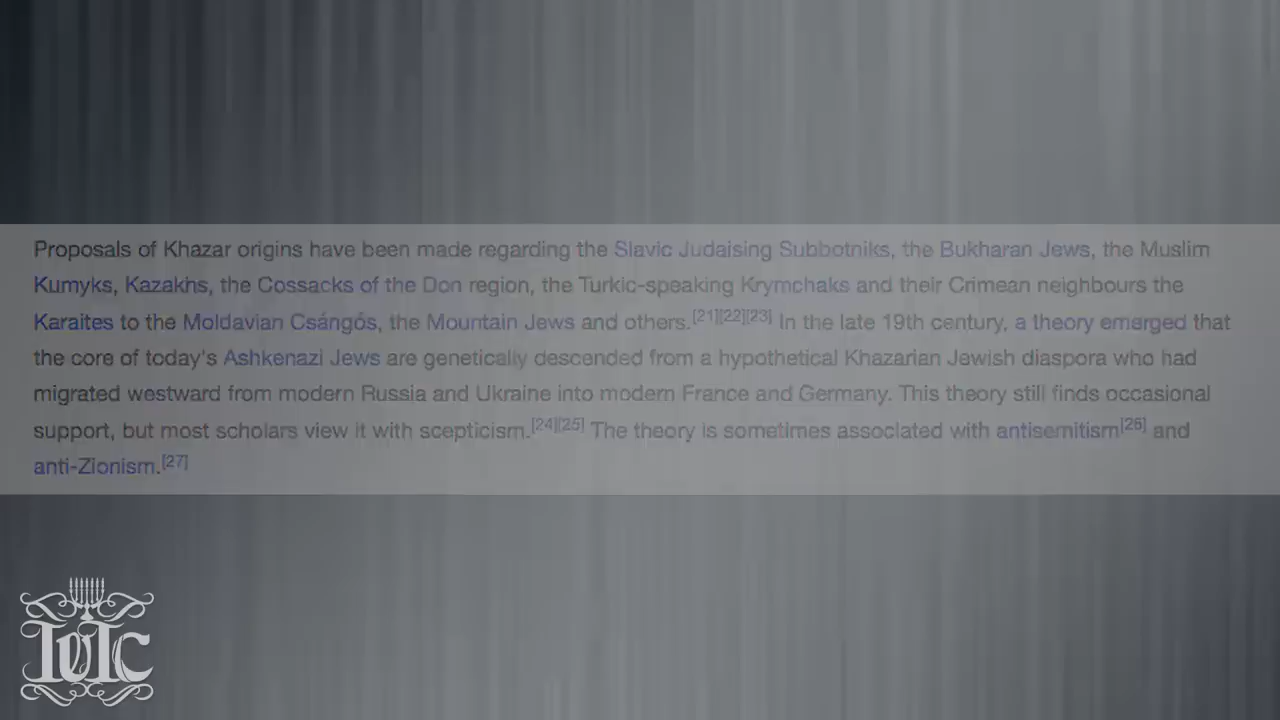 Proposals of Khazar origins have been made regarding the Slavic Judaising Subbotniks, the Bukharan Jews, the Muslim
Kumyks, Kazakhs, the Cossacks of the Don region, the Turkic-speaking Krymchaks and their Crimean neighbours the
Karaites to the Moldavian Csángós, the Mountain Jews and others.[21][22][23] In the late 19th century, a theory emerged that
the core of today's Ashkenazi Jews are genetically descended from a hypothetical Khazarian Jewish diaspora who had
migrated westward from modern Russia and Ukraine into modern France and Germany. This theory still finds occasional
support, but most scholars view it with scepticism.[24][25] The theory is sometimes associated with antisemitism[26] and
anti-Zionism.[27]
IUIC